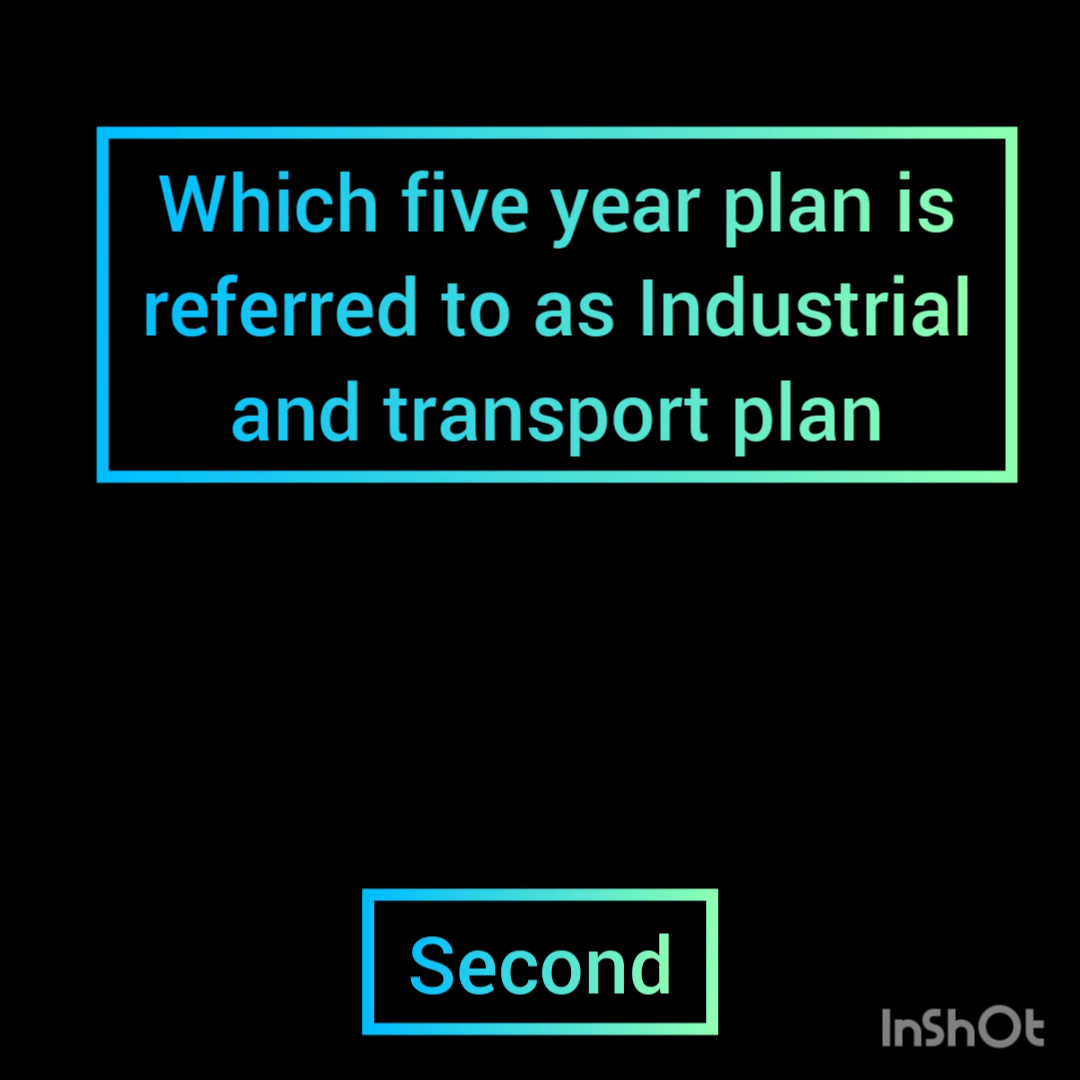 Which five year plan is
referred to as Industrial
and transport plan
Second
InShOt